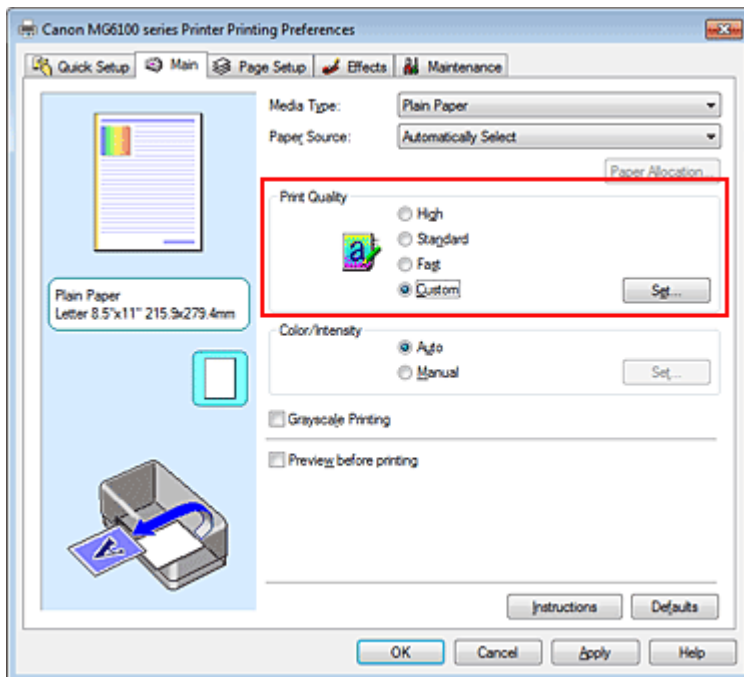 Canon MG6100 series Printer Printing Preferences
Quick Setup Main Page Setup Effects Maintenance
Media Type: Plain Paper
Paper Source: Automatically Select
Paper Allocation...
Print Quality
High
a Standard
Fast
Custom Set...
Plain Paper
Letter 8.5"x11" 215.9x279.4mm
Color/Intensity
Auto
Manual Set...
Grayscale Printing
Preview before printing
A
Instructions Defaults
OK Cancel Apply Help